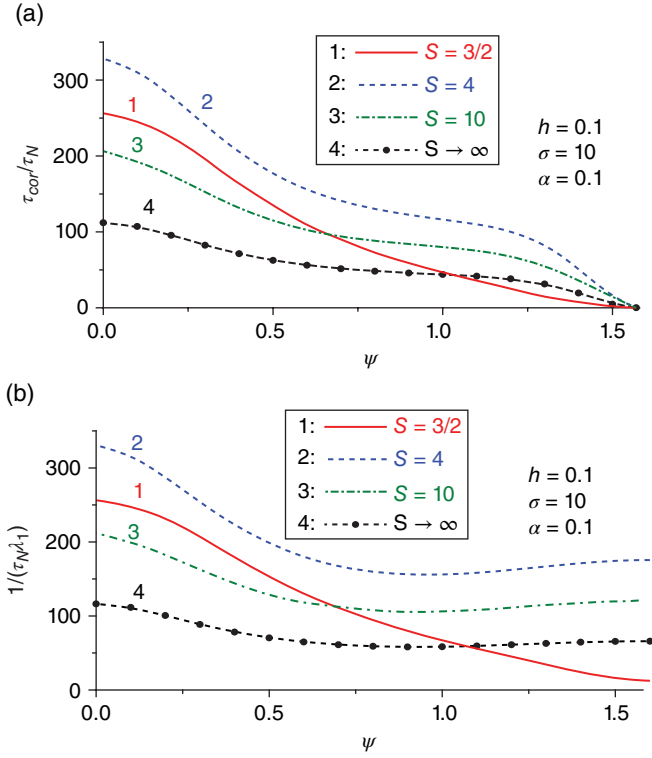 (a)
1: S = 3/2
2: S = 4
3: S = 10
4: S → ∞
h = 0.1
σ = 10
α = 0.1
1
2
3
4
τcor/τN
300
200
100
0
0.0 0.5 1.0 1.5
ψ
(b)
1: S = 3/2
2: S = 4
3: S = 10
4: S → ∞
h = 0.1
σ = 10
α = 0.1
2
1
3
4
1/(τNλ1)
300
200
100
0
0.0 0.5 1.0 1.5
ψ